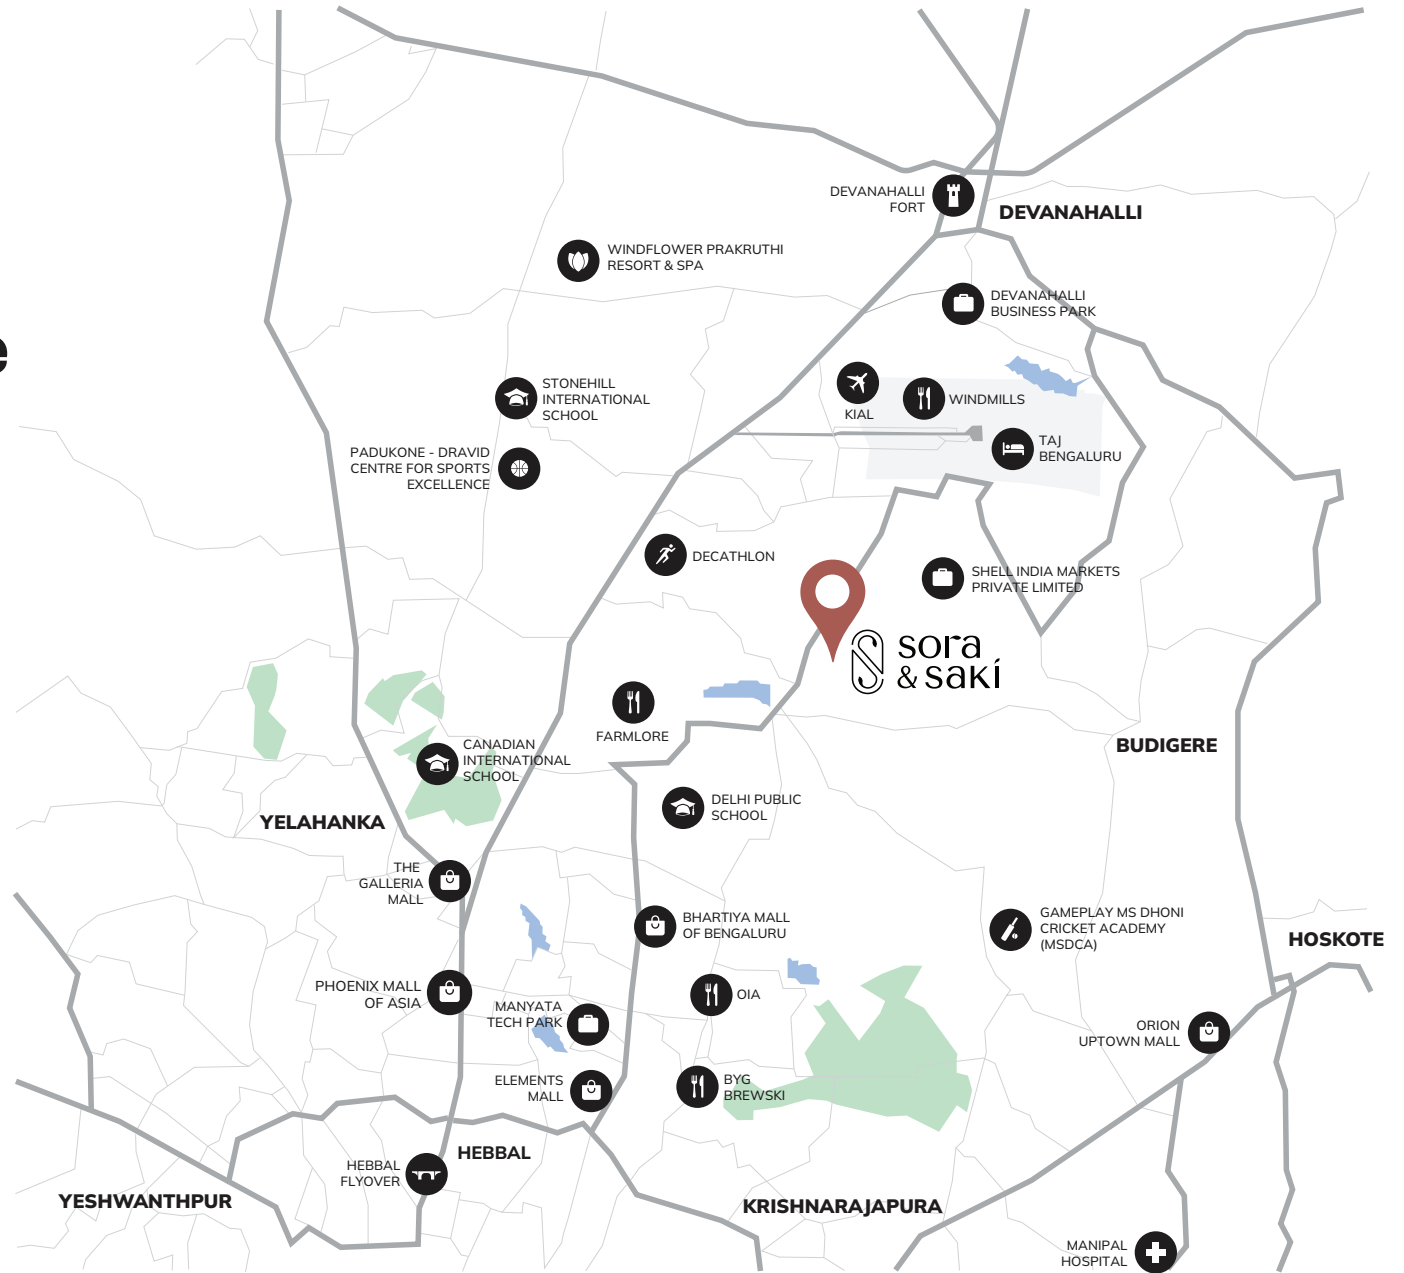 DEVANAHALLI
FORT
DEVANAHALLI
WINDFLOWER PRAKRUTHI
RESORT & SPA
DEVANAHALLI
BUSINESS PARK
e
STONEHILL
INTERNATIONAL
SCHOOL
KIAL
WINDMILLS
TAJ
BENGALURU
PADUKONE - DRAVID
CENTRE FOR SPORTS
EXCELLENCE
DECATHLON
SHELL INDIA MARKETS
PRIVATE LIMITED
sora
& sakí
FARMLORE
CANADIAN
INTERNATIONAL
SCHOOL
BUDIGERE
DELHI PUBLIC
SCHOOL
YELAHANKA
THE
GALLERIA
MALL
BHARTIYA MALL
OF BENGALURU
GAMEPLAY MS DHONI
CRICKET ACADEMY
(MSDCA)
HOSKOTE
PHOENIX MALL
OF ASIA
MANYATA
TECH PARK
OIA
ORION
UPTOWN MALL
ELEMENTS
MALL
BYG
BREWSKI
HEBBAL
HEBBAL
FLYOVER
YESHWANTHPUR
KRISHNARAJAPURA
MANIPAL
HOSPITAL